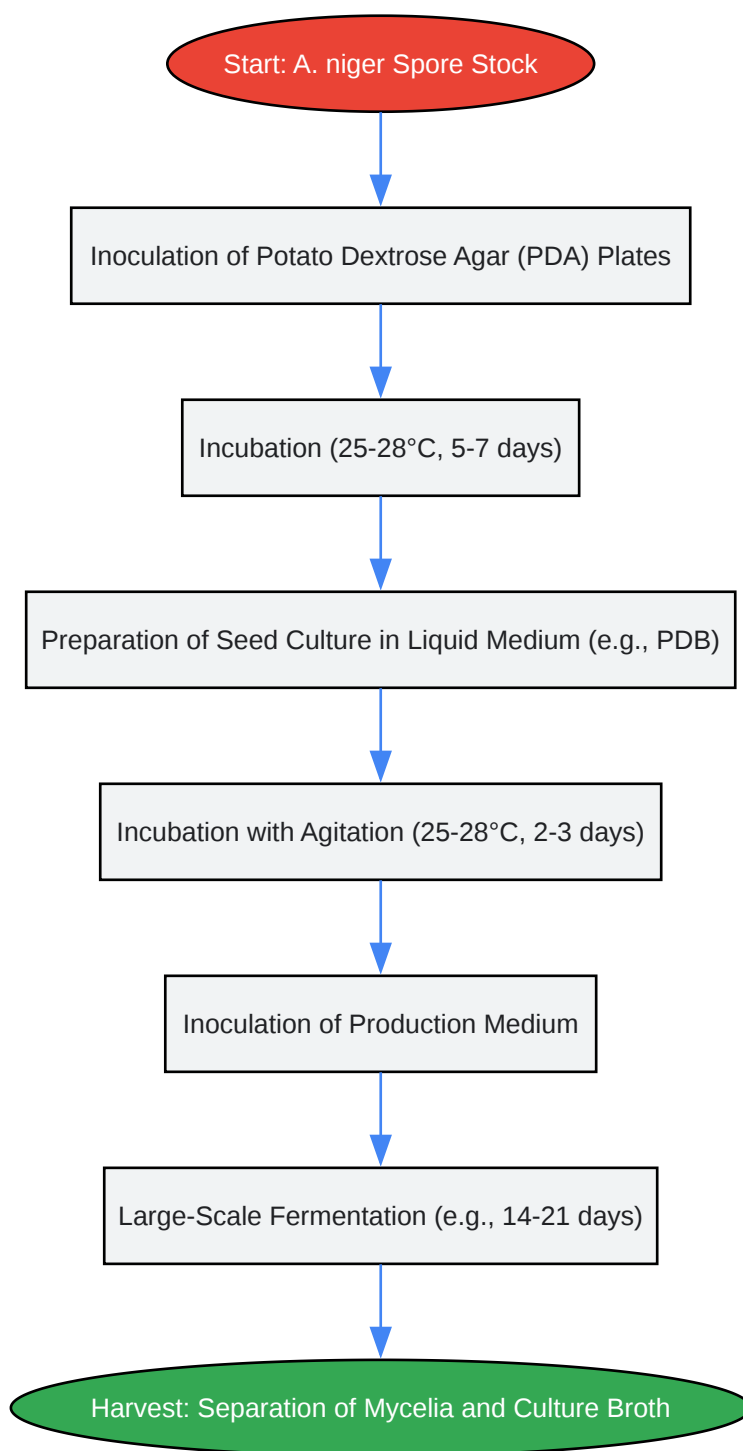 Start: A. niger Spore Stock
Inoculation of Potato Dextrose Agar (PDA) Plates
Incubation (25-28°C, 5-7 days)
Preparation of Seed Culture in Liquid Medium (e.g., PDB)
Incubation with Agitation (25-28°C, 2-3 days)
Inoculation of Production Medium
Large-Scale Fermentation (e.g., 14-21 days)
Harvest: Separation of Mycelia and Culture Broth